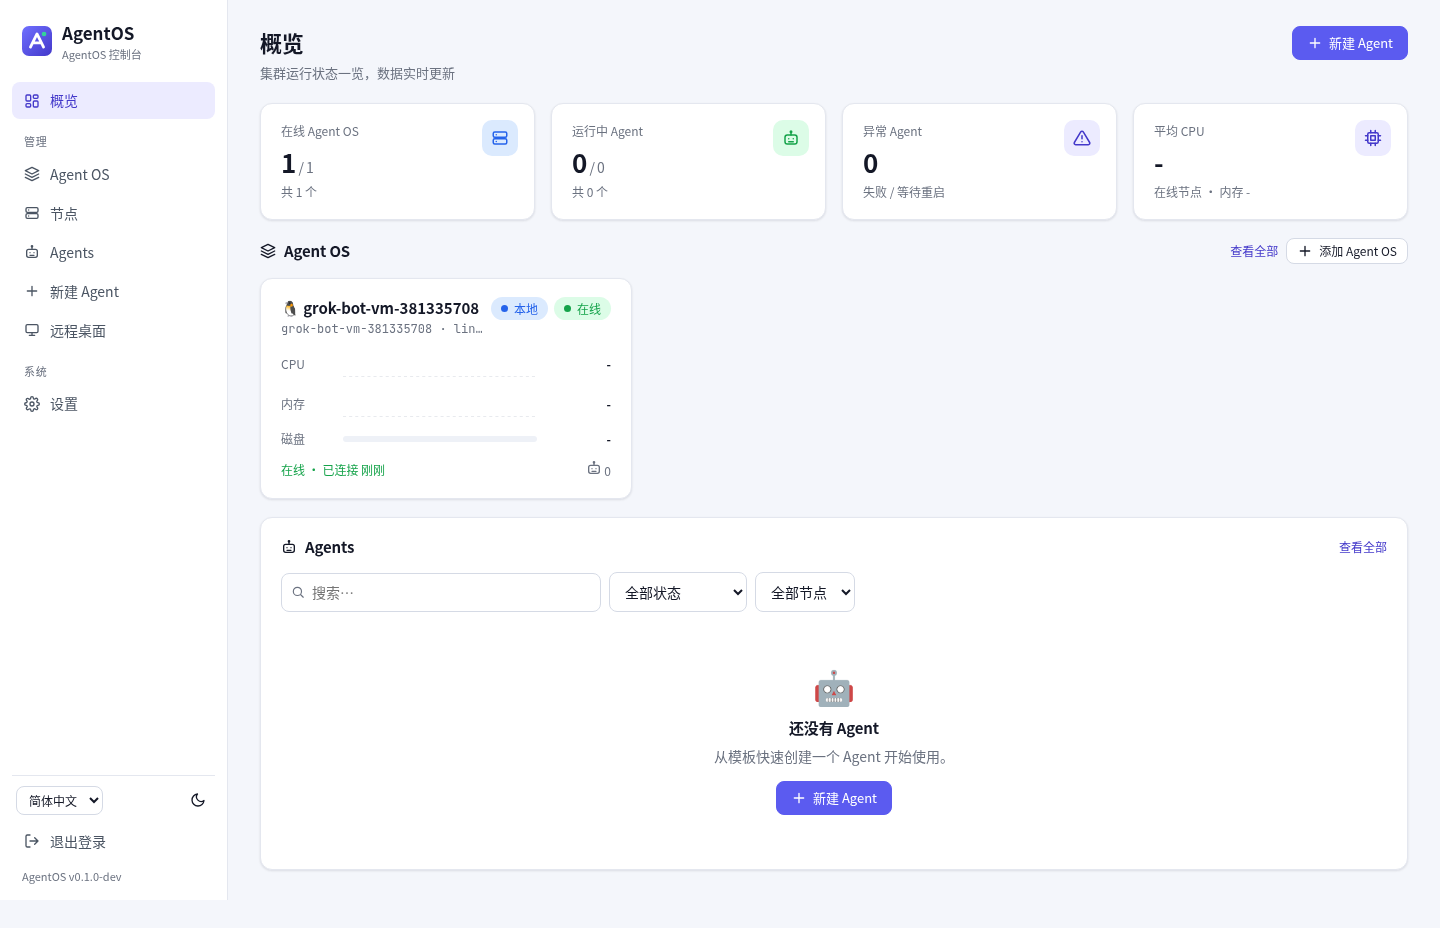 AgentOS
AgentOS 控制台
概览
管理
Agent OS
节点
Agents
新建 Agent
远程桌面
系统
设置
简体中文
退出登录
AgentOS v0.1.0-dev
概览
集群运行状态一览，数据实时更新
新建 Agent
在线 Agent OS
1 / 1
共 1 个
运行中 Agent
0 / 0
共 0 个
异常 Agent
0
失败 / 等待重启
平均 CPU
-
在线节点 · 内存 -
Agent OS
查看全部
添加 Agent OS
grok-bot-vm-381335708
本地
在线
grok-bot-vm-381335708 · lin…
CPU -
内存 -
磁盘 -
在线 · 已连接 刚刚
0
Agents
查看全部
搜索…
全部状态
全部节点
还没有 Agent
从模板快速创建一个 Agent 开始使用。
新建 Agent